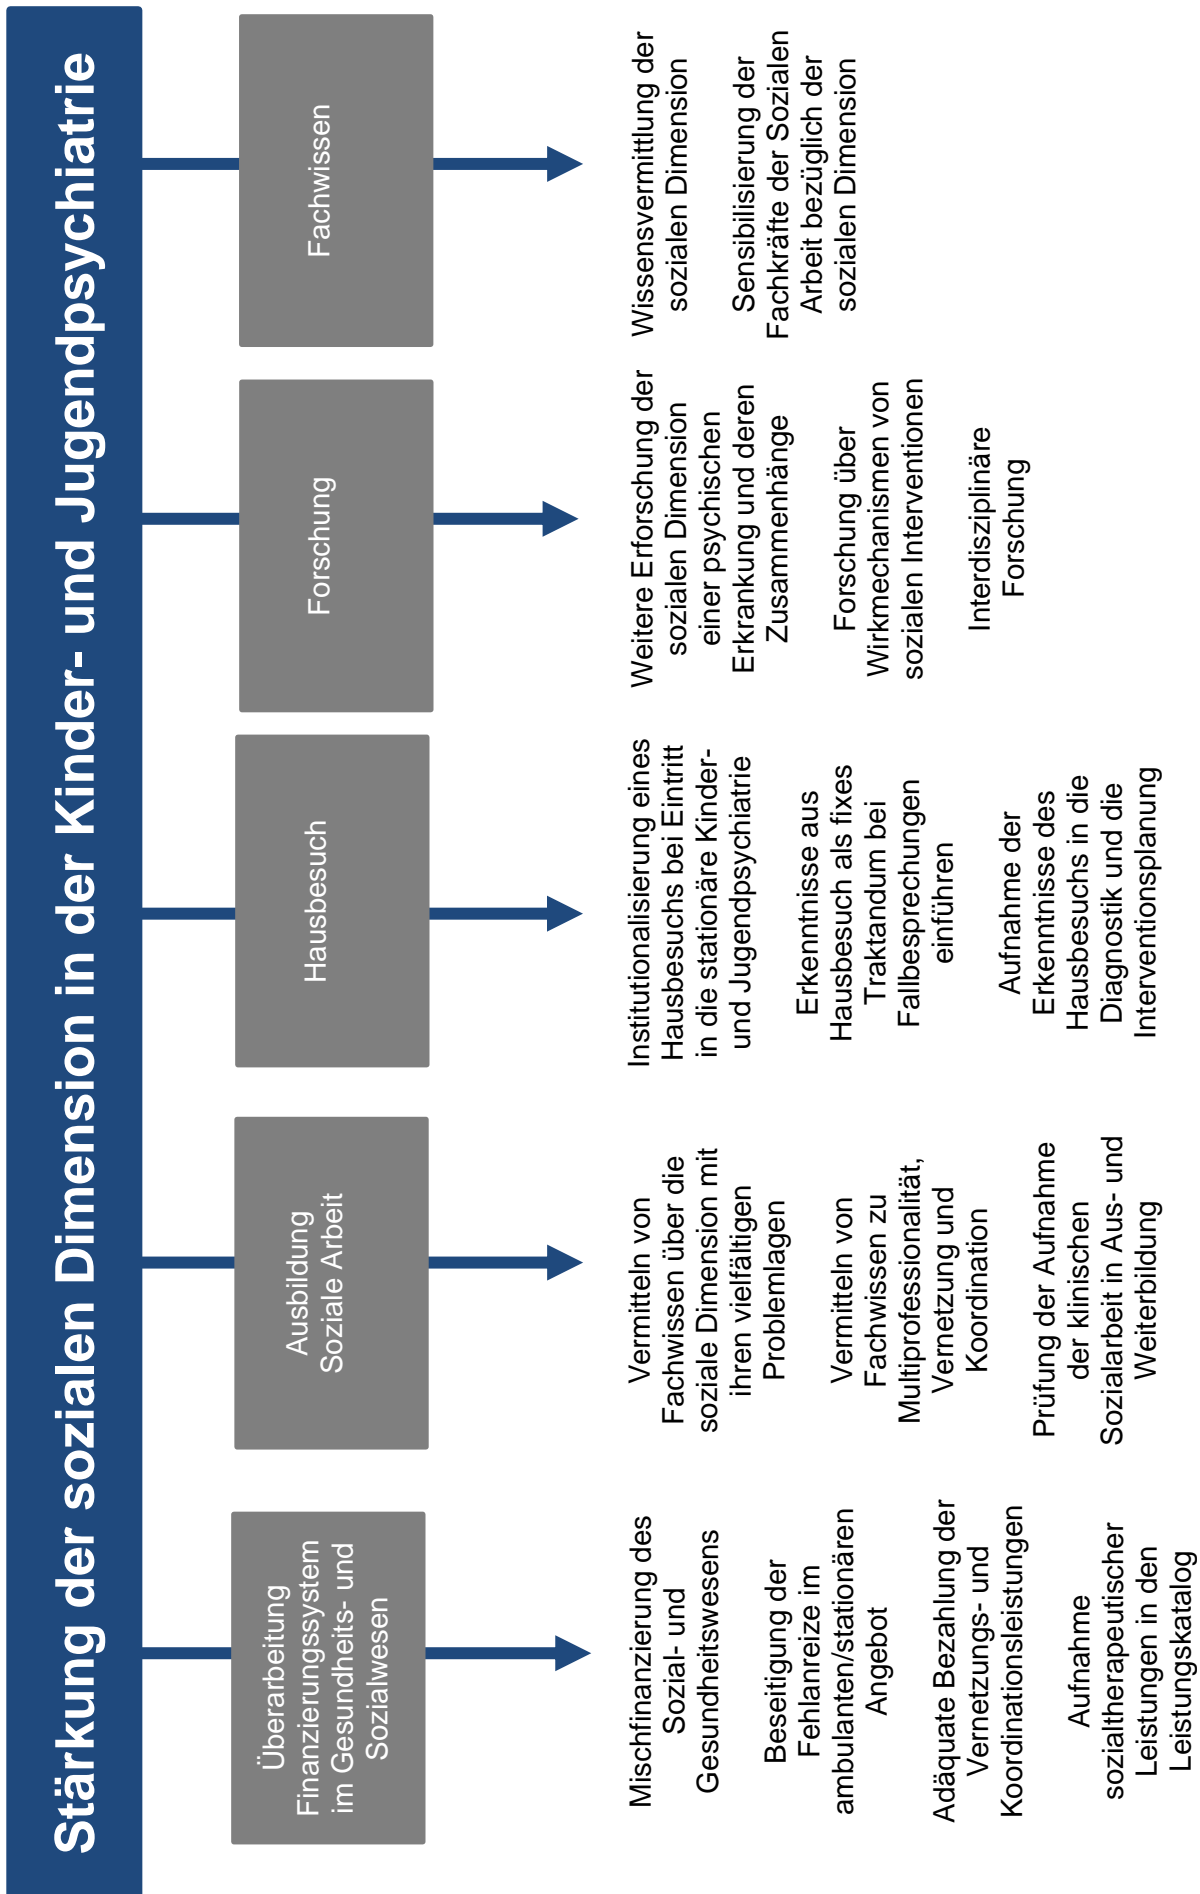 Stärkung der sozialen Dimension in der Kinder- und Jugendpsychiatrie
Überarbeitung
Finanzierungssystem
im Gesundheits- und
Sozialwesen
Mischfinanzierung des
Sozial- und
Gesundheitswesens
Beseitigung der
Fehlanreize im
ambulanten/stationären
Angebot
Adäquate Bezahlung der
Vernetzungs- und
Koordinationsleistungen
Aufnahme
sozialtherapeutischer
Leistungen in den
Leistungskatalog
Ausbildung
Soziale Arbeit
Vermitteln von
Fachwissen über die
soziale Dimension mit
ihren vielfältigen
Problemlagen
Vermitteln von
Fachwissen zu
Multiprofessionalität,
Vernetzung und
Koordination
Prüfung der Aufnahme
der klinischen
Sozialarbeit in Aus- und
Weiterbildung
Hausbesuch
Institutionalisierung eines
Hausbesuchs bei Eintritt
in die stationäre Kinder-
und Jugendpsychiatrie
Erkenntnisse aus
Hausbesuch als fixes
Traktandum bei
Fallbesprechungen
einführen
Aufnahme der
Erkenntnisse des
Hausbesuchs in die
Diagnostik und die
Interventionsplanung
Forschung
Weitere Erforschung der
sozialen Dimension
einer psychischen
Erkrankung und deren
Zusammenhänge
Forschung über
Wirkmechanismen von
sozialen Interventionen
Interdisziplinäre
Forschung
Fachwissen
Wissensvermittlung der
sozialen Dimension
Sensibilisierung der
Fachkräfte der Sozialen
Arbeit bezüglich der
sozialen Dimension